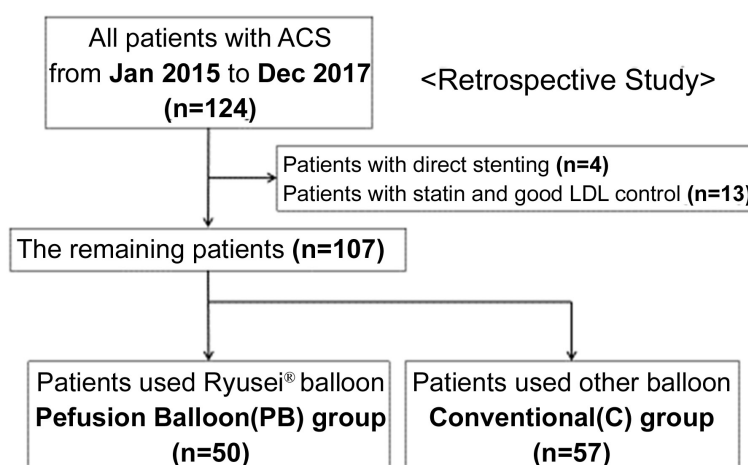 All patients with ACS
from Jan 2015 to Dec 2017
(n=124)
<Retrospective Study>
Patients with direct stenting (n=4)
Patients with statin and good LDL control (n=13)
The remaining patients (n=107)
Patients used Ryusei® balloon
Pefusion Balloon(PB) group
(n=50)
Patients used other balloon
Conventional(C) group
(n=57)